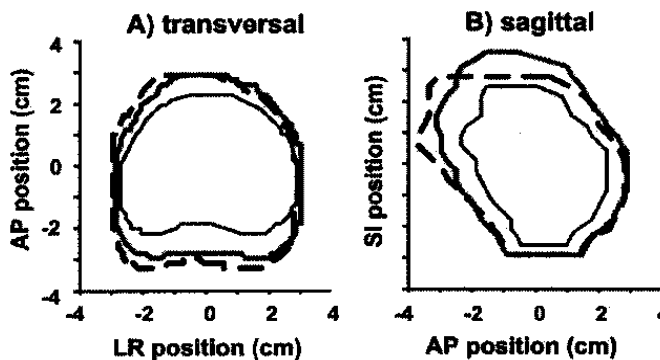 A) transversal
B) sagittal
AP position (cm)
4
2
0
-2
-4
-4
-2
0
2
4
LR position (cm)
SI position (cm)
-4
-2
0
2
4
AP position (cm)